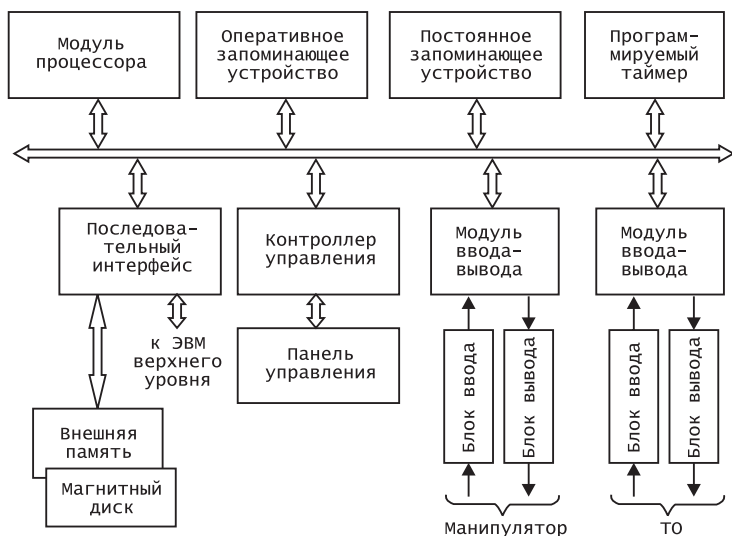 Модуль
процессора
Оперативное
запоминающее
устройство
Постоянное
запоминающее
устройство
Програм-
мируемый
таймер
Последова-
тельный
интерфейс
Контроллер
управления
Модуль
ввода-
вывода
Модуль
ввода-
вывода
к ЭВМ
верхнего
уровня
Панель
управления
Блок ввода
Блок вывода
Блок ввода
Блок вывода
Внешняя
память
Магнитный
диск
Манипулятор
ТО